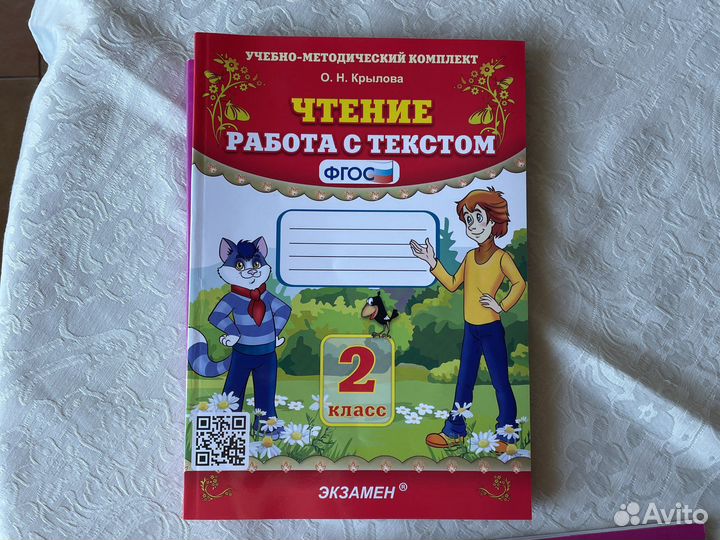 УЧЕБНО-МЕТОДИЧЕСКИЙ КОМПЛЕКТ
О. Н. Крылова
ЧТЕНИЕ
РАБОТА С ТЕКСТОМ
ФГОС
2
класс
ЭКЗАМЕН®
Avito